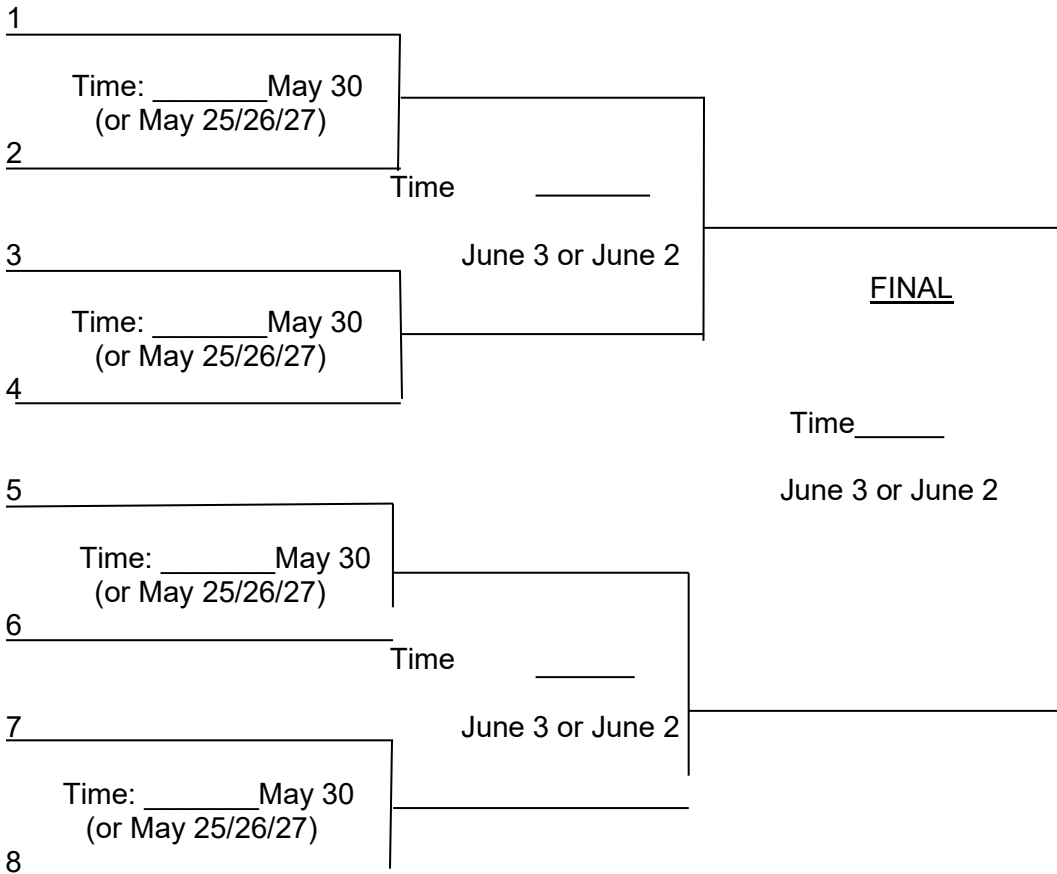 1
Time: _______May 30
(or May 25/26/27)
2
Time _______
3
June 3 or June 2
FINAL
Time: _______May 30
(or May 25/26/27)
4
Time______
5
June 3 or June 2
Time: _______May 30
(or May 25/26/27)
6
Time ______
7
June 3 or June 2
Time: _______May 30
(or May 25/26/27)
8